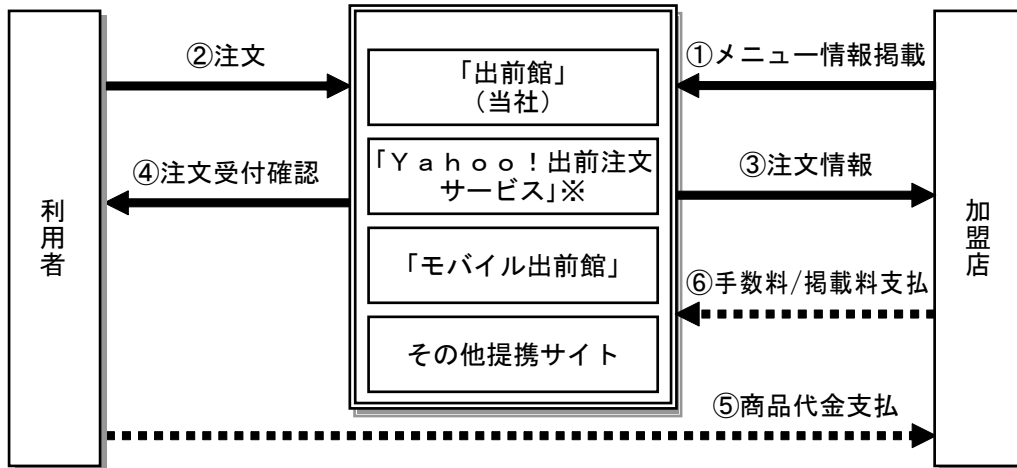 利用者
②注文
④注文受付確認
「出前館」
（当社）
「Ｙａｈｏｏ！出前注文
サービス」※
「モバイル出前館」
その他提携サイト
①メニュー情報掲載
③注文情報
⑥手数料/掲載料支払
⑤商品代金支払
加盟店